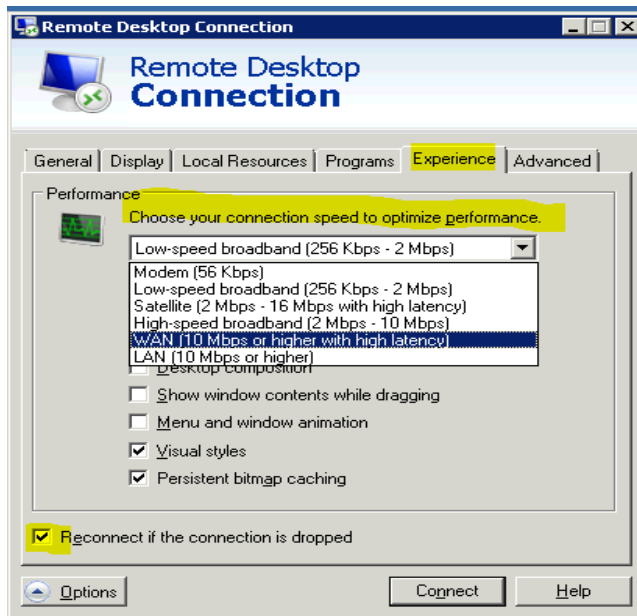 Remote Desktop Connection
Remote Desktop
Connection
General Display Local Resources Programs Experience Advanced
Performance
Choose your connection speed to optimize performance.
Low-speed broadband (256 Kbps - 2 Mbps)
Modem (56 Kbps)
Low-speed broadband (256 Kbps - 2 Mbps)
Satellite (2 Mbps - 16 Mbps with high latency)
High-speed broadband (2 Mbps - 10 Mbps)
WAN (10 Mbps or higher with high latency)
LAN (10 Mbps or higher)
Desktop composition
Show window contents while dragging
Menu and window animation
Visual styles
Persistent bitmap caching
Reconnect if the connection is dropped
Options Connect Help